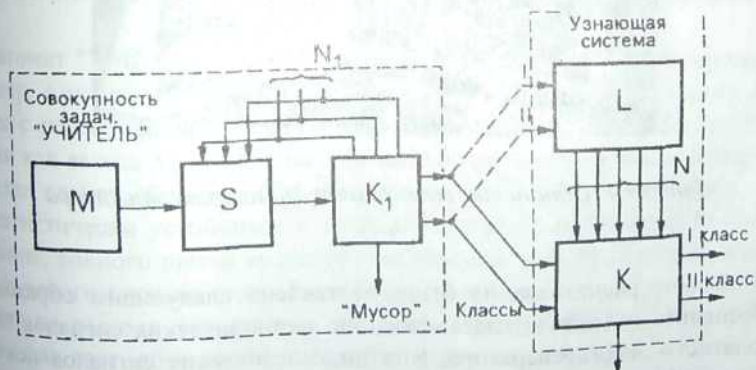 Узнающая
система
N₁
Совокупность
задач.
"УЧИТЕЛЬ"
L
M
S
K₁
N
K
I класс
II класс
"Мусор"
Классы